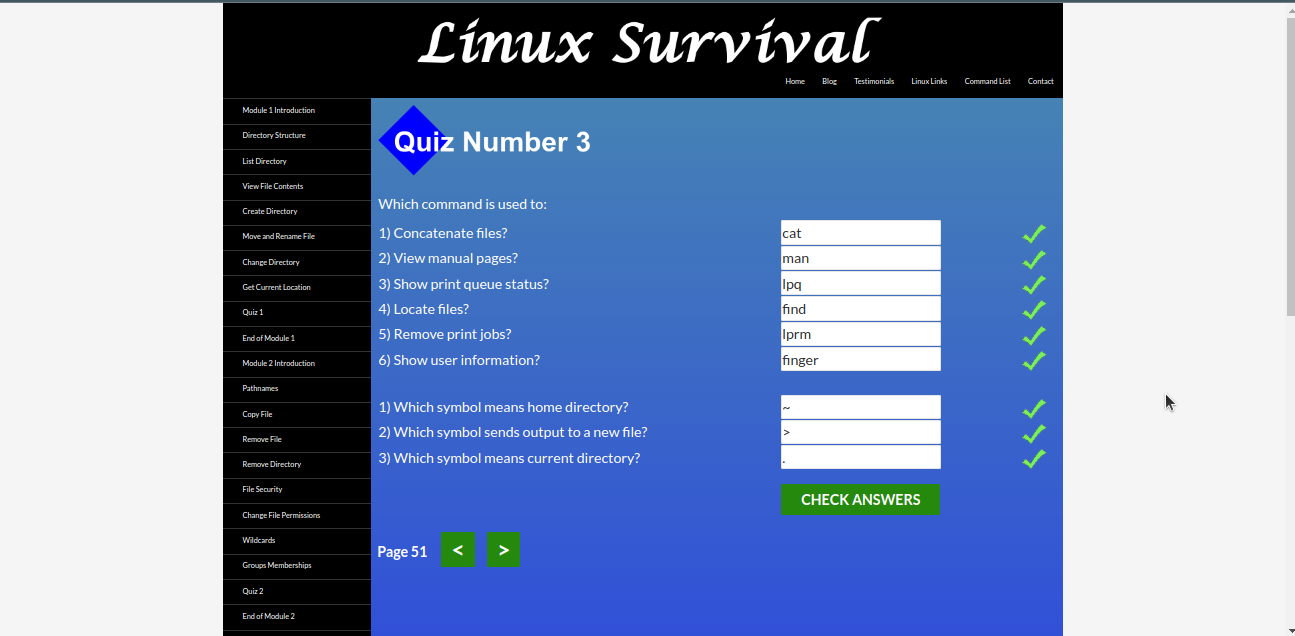 Linux Survival
Home Blog Testimonials Linux Links Command List Contact
Module 1 Introduction
Directory Structure
List Directory
View File Contents
Create Directory
Move and Rename File
Change Directory
Get Current Location
Quiz 1
End of Module 1
Module 2 Introduction
Pathnames
Copy File
Remove File
Remove Directory
File Security
Change File Permissions
Wildcards
Groups Memberships
Quiz 2
End of Module 2
Quiz Number 3
Which command is used to:
1) Concatenate files? cat
2) View manual pages? man
3) Show print queue status? lpq
4) Locate files? find
5) Remove print jobs? lprm
6) Show user information? finger
1) Which symbol means home directory? ~
2) Which symbol sends output to a new file? >
3) Which symbol means current directory? .
CHECK ANSWERS
Page 51 < >